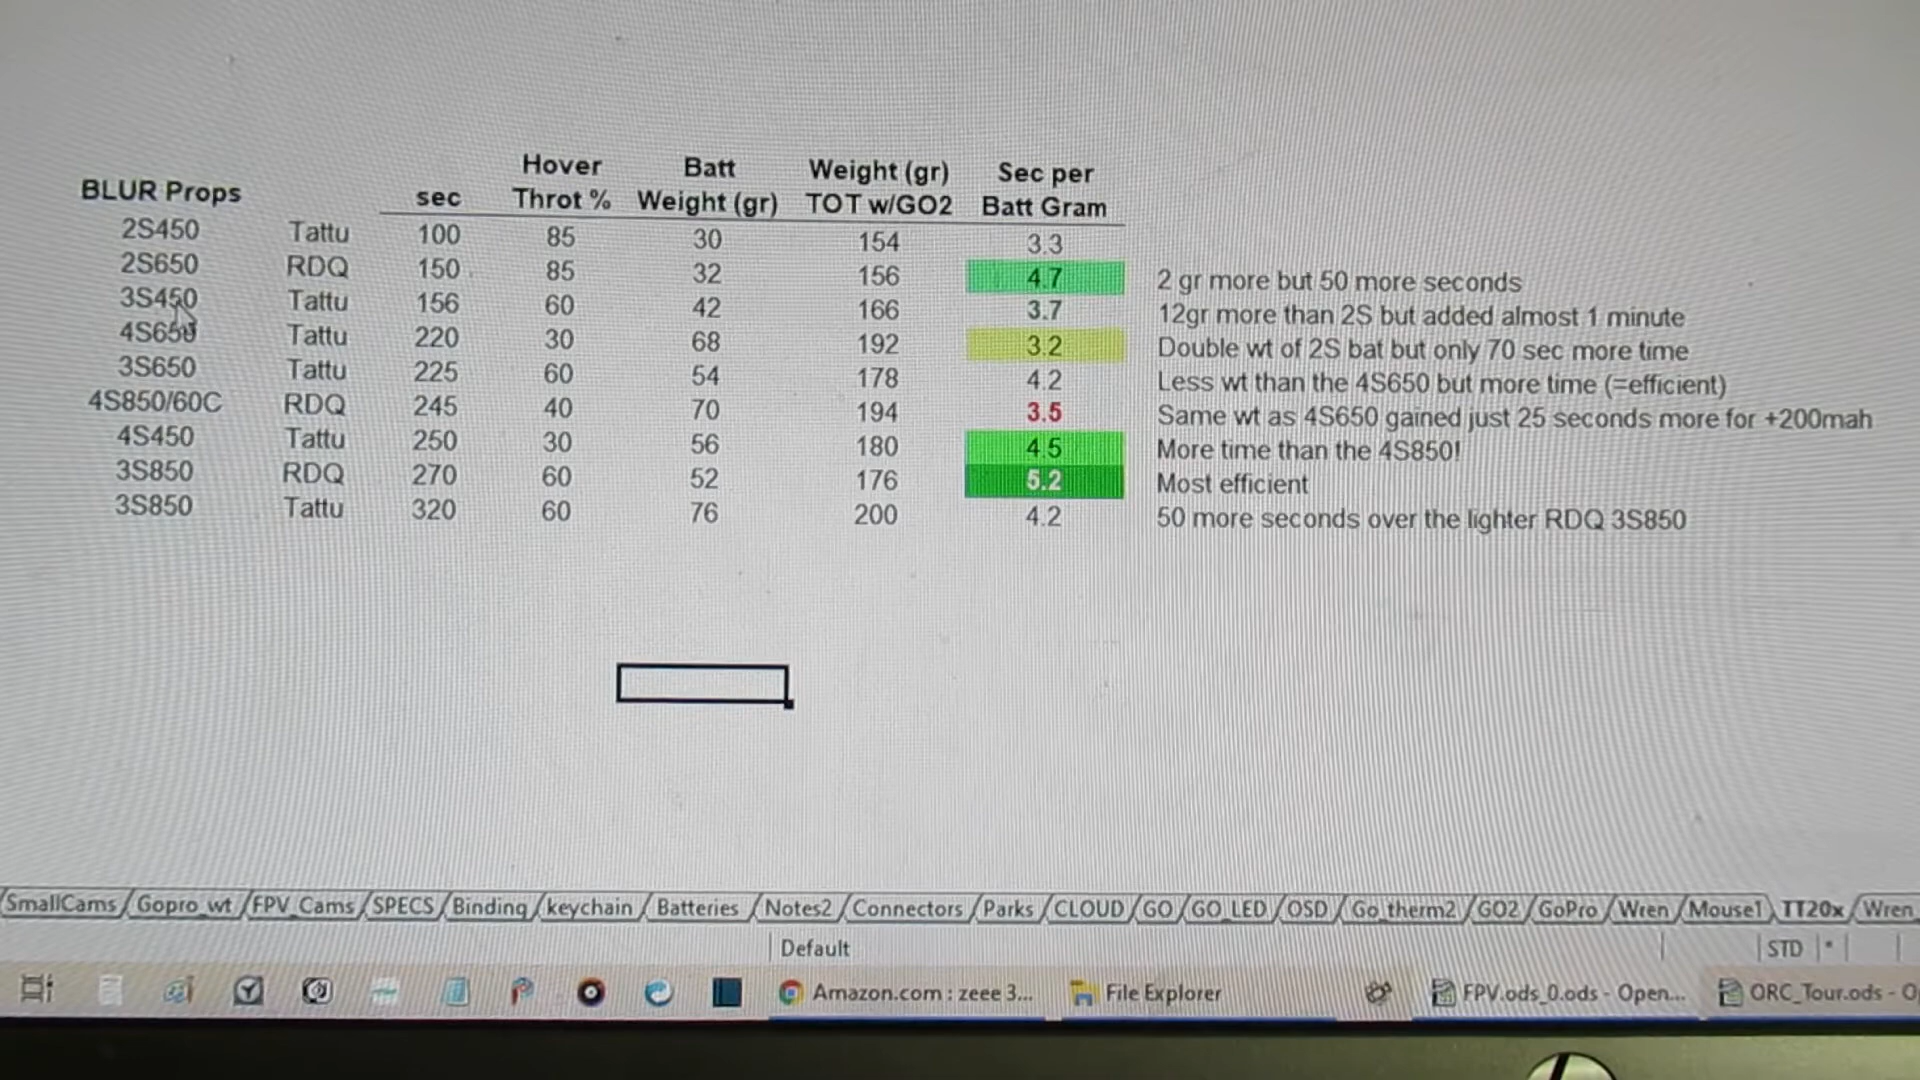 Hover Batt Weight (gr) Sec per
BLUR Props sec Throt % Weight (gr) TOT w/GO2 Batt Gram
2S450 Tattu 100 85 30 154 3.3
2S650 RDQ 150 85 32 156 4.7 2 gr more but 50 more seconds
3S450 Tattu 156 60 42 166 3.7 12gr more than 2S but added almost 1 minute
4S650 Tattu 220 30 68 192 3.2 Double wt of 2S bat but only 70 sec more time
3S650 Tattu 225 60 54 178 4.2 Less wt than the 4S650 but more time (=efficient)
4S850/60C RDQ 245 40 70 194 3.5 Same wt as 4S650 gained just 25 seconds more for +200mah
4S450 Tattu 250 30 56 180 4.5 More time than the 4S850!
3S850 RDQ 270 60 52 176 5.2 Most efficient
3S850 Tattu 320 60 76 200 4.2 50 more seconds over the lighter RDQ 3S850
SmallCams Gopro_wt FPV_Cams SPECS Binding keychain Batteries Notes2 Connectors Parks CLOUD GO GO_LED OSD Go_therm2 GO2 GoPro Wren Mouse1 TT20x Wren_
Default STD *
Amazon.com : zeee 3... File Explorer FPV.ods_0.ods - Open... ORC_Tour.ods - O